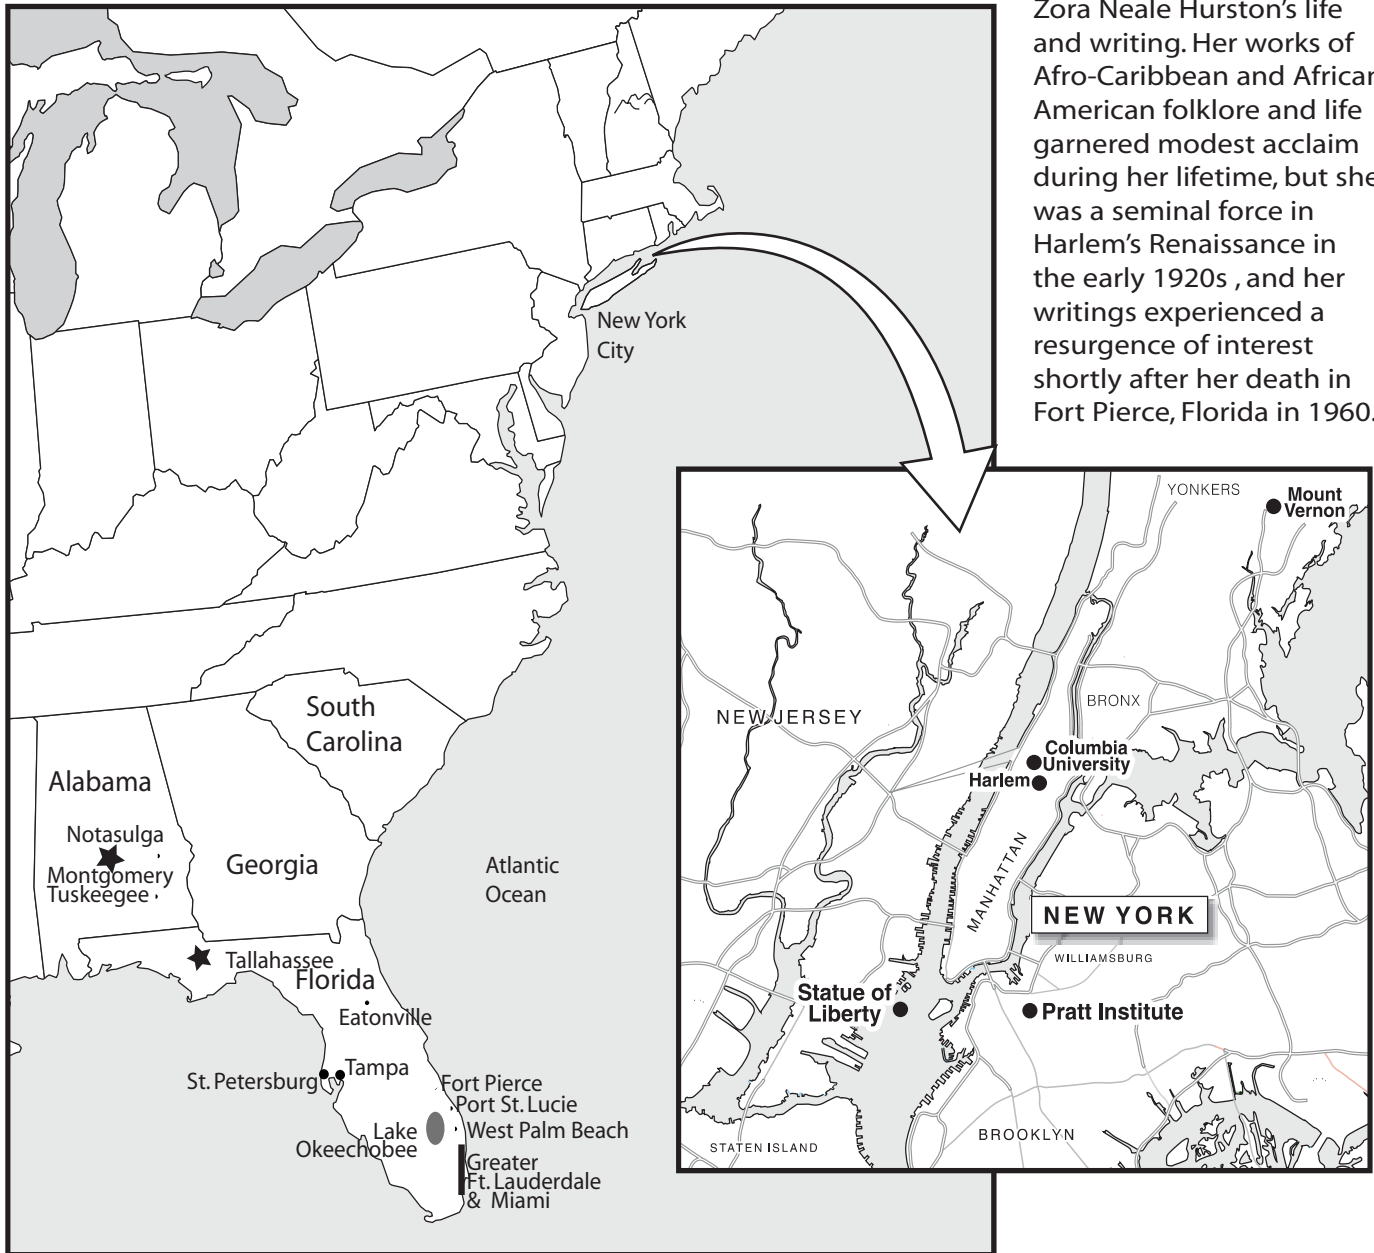 Zora Neale Hurston's life
and writing. Her works of
Afro-Caribbean and African
American folklore and life
garnered modest acclaim
during her lifetime, but she
was a seminal force in
Harlem's Renaissance in
the early 1920s , and her
writings experienced a
resurgence of interest
shortly after her death in
Fort Pierce, Florida in 1960.
New York
City
South
Carolina
Alabama
Notasulga
Montgomery
Tuskeegee
Georgia
Atlantic
Ocean
Tallahassee
Florida
Eatonville
St. Petersburg
Tampa
Fort Pierce
Port St. Lucie
Lake
Okeechobee
West Palm Beach
Greater
Ft. Lauderdale
& Miami
YONKERS
Mount
Vernon
NEW JERSEY
BRONX
Columbia
University
Harlem
MANHATTAN
NEW YORK
WILLIAMSBURG
Statue of
Liberty
Pratt Institute
BROOKLYN
STATEN ISLAND